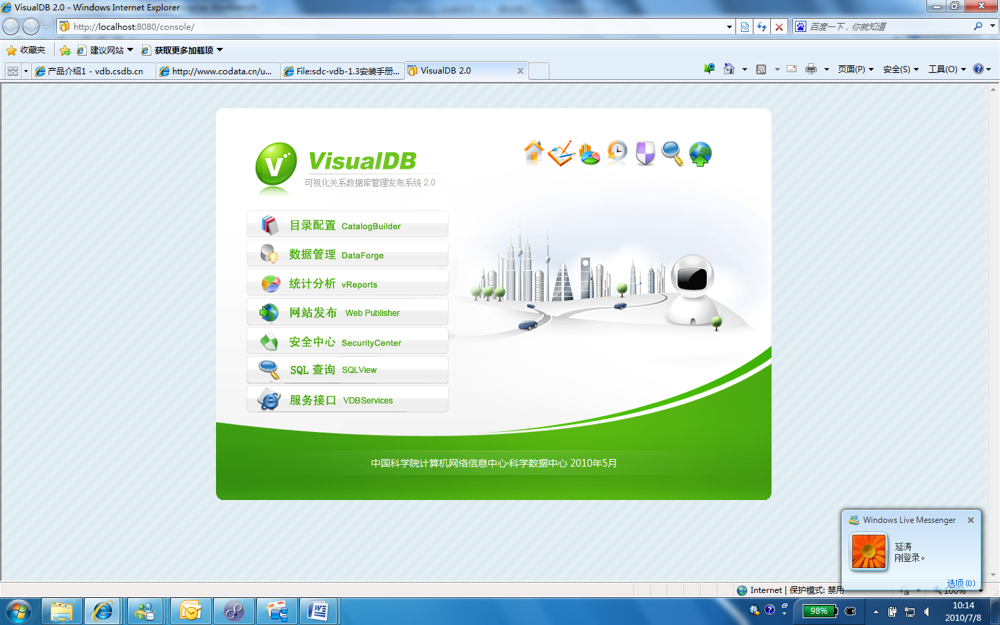 VisualDB 2.0 - Windows Internet Explorer
http://localhost:8080/console/
百度一下，你就知道
收藏夹
建议网站
获取更多加载项
产品介绍1 - vdb.csdb.cn
http://www.codata.cn/u...
File:sdc-vdb-1.3安装手册...
VisualDB 2.0
页面(P)
安全(S)
工具(O)
VisualDB
可视化关系数据库管理发布系统 2.0
目录配置 CatalogBuilder
数据管理 DataForge
统计分析 vReports
网站发布 Web Publisher
安全中心 SecurityCenter
SQL 查询 SQLView
服务接口 VDBServices
中国科学院计算机网络信息中心·科学数据中心 2010年5月
Windows Live Messenger
延涛
刚登录。
选项(O)
Internet | 保护模式: 禁用
100%
98%
10:14
2010/7/8